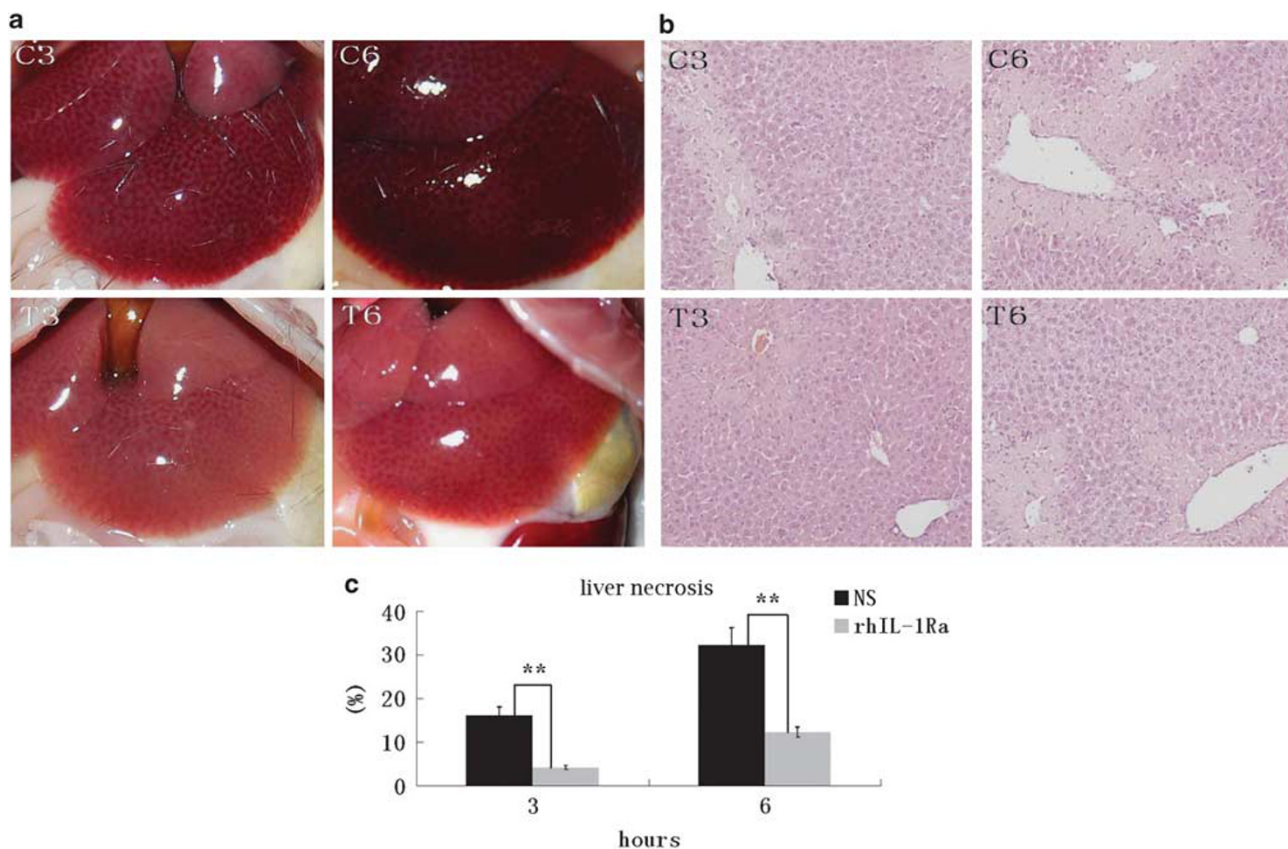 a
b
C3
C6
C3
C6
T3
T6
T3
T6
c
liver necrosis
NS
rhIL-1Ra
40
30
20
10
0
(%)
**
**
3
6
hours